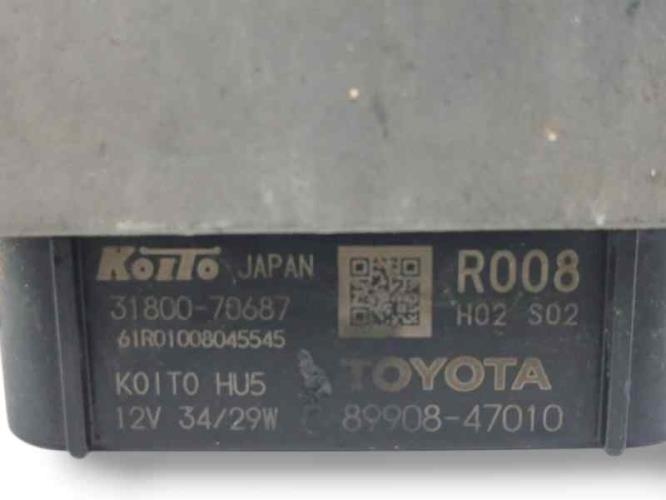 KOITO JAPAN
31800-70687
61R01008045545
KOITO HU5
12V 34/29W
R008
H02 S02
TOYOTA
89908-47010